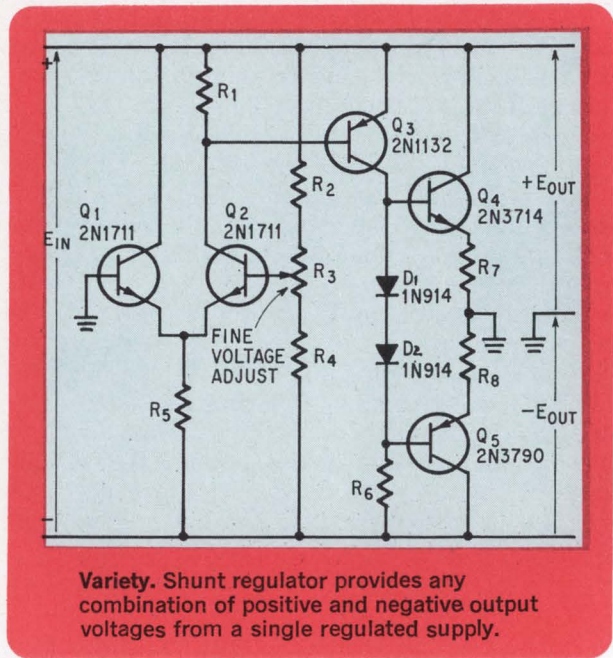 +
R1
Q3
2N1132
R2
Q4
2N3714
+EOUT
Q1
2N1711
Q2
2N1711
EIN
R3
R7
D1
1N914
FINE
VOLTAGE
ADJUST
R4
D2
1N914
R8
R5
-EOUT
Q5
2N3790
R6
-
Variety. Shunt regulator provides any
combination of positive and negative output
voltages from a single regulated supply.